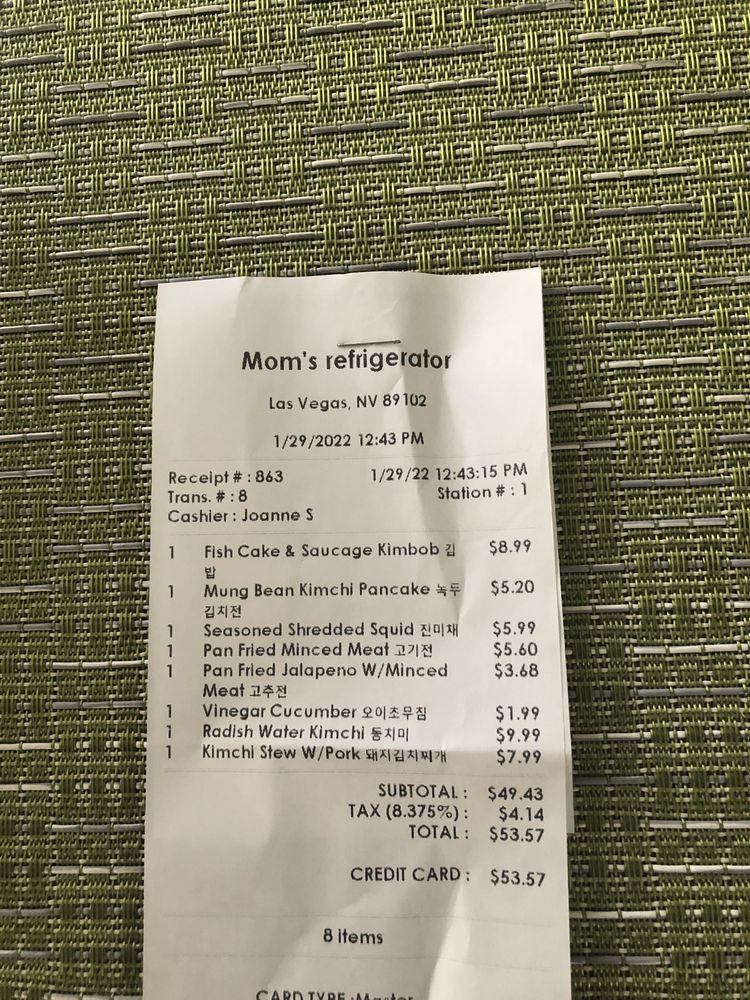 Mom's refrigerator
Las Vegas, NV 89102
1/29/2022 12:43 PM
Receipt # : 863 1/29/22 12:43:15 PM
Trans. # : 8 Station # : 1
Cashier : Joanne S
1 Fish Cake & Saucage Kimbob 김 $8.99
밥
1 Mung Bean Kimchi Pancake 녹두 $5.20
김치전
1 Seasoned Shredded Squid 진미채 $5.99
1 Pan Fried Minced Meat 고기전 $5.60
1 Pan Fried Jalapeno W/Minced $3.68
Meat 고추전
1 Vinegar Cucumber 오이초무침 $1.99
1 Radish Water Kimchi 동치미 $9.99
1 Kimchi Stew W/Pork 돼지김치찌개 $7.99
SUBTOTAL : $49.43
TAX (8.375%) : $4.14
TOTAL : $53.57
CREDIT CARD : $53.57
8 items
CARD TYPE :Master